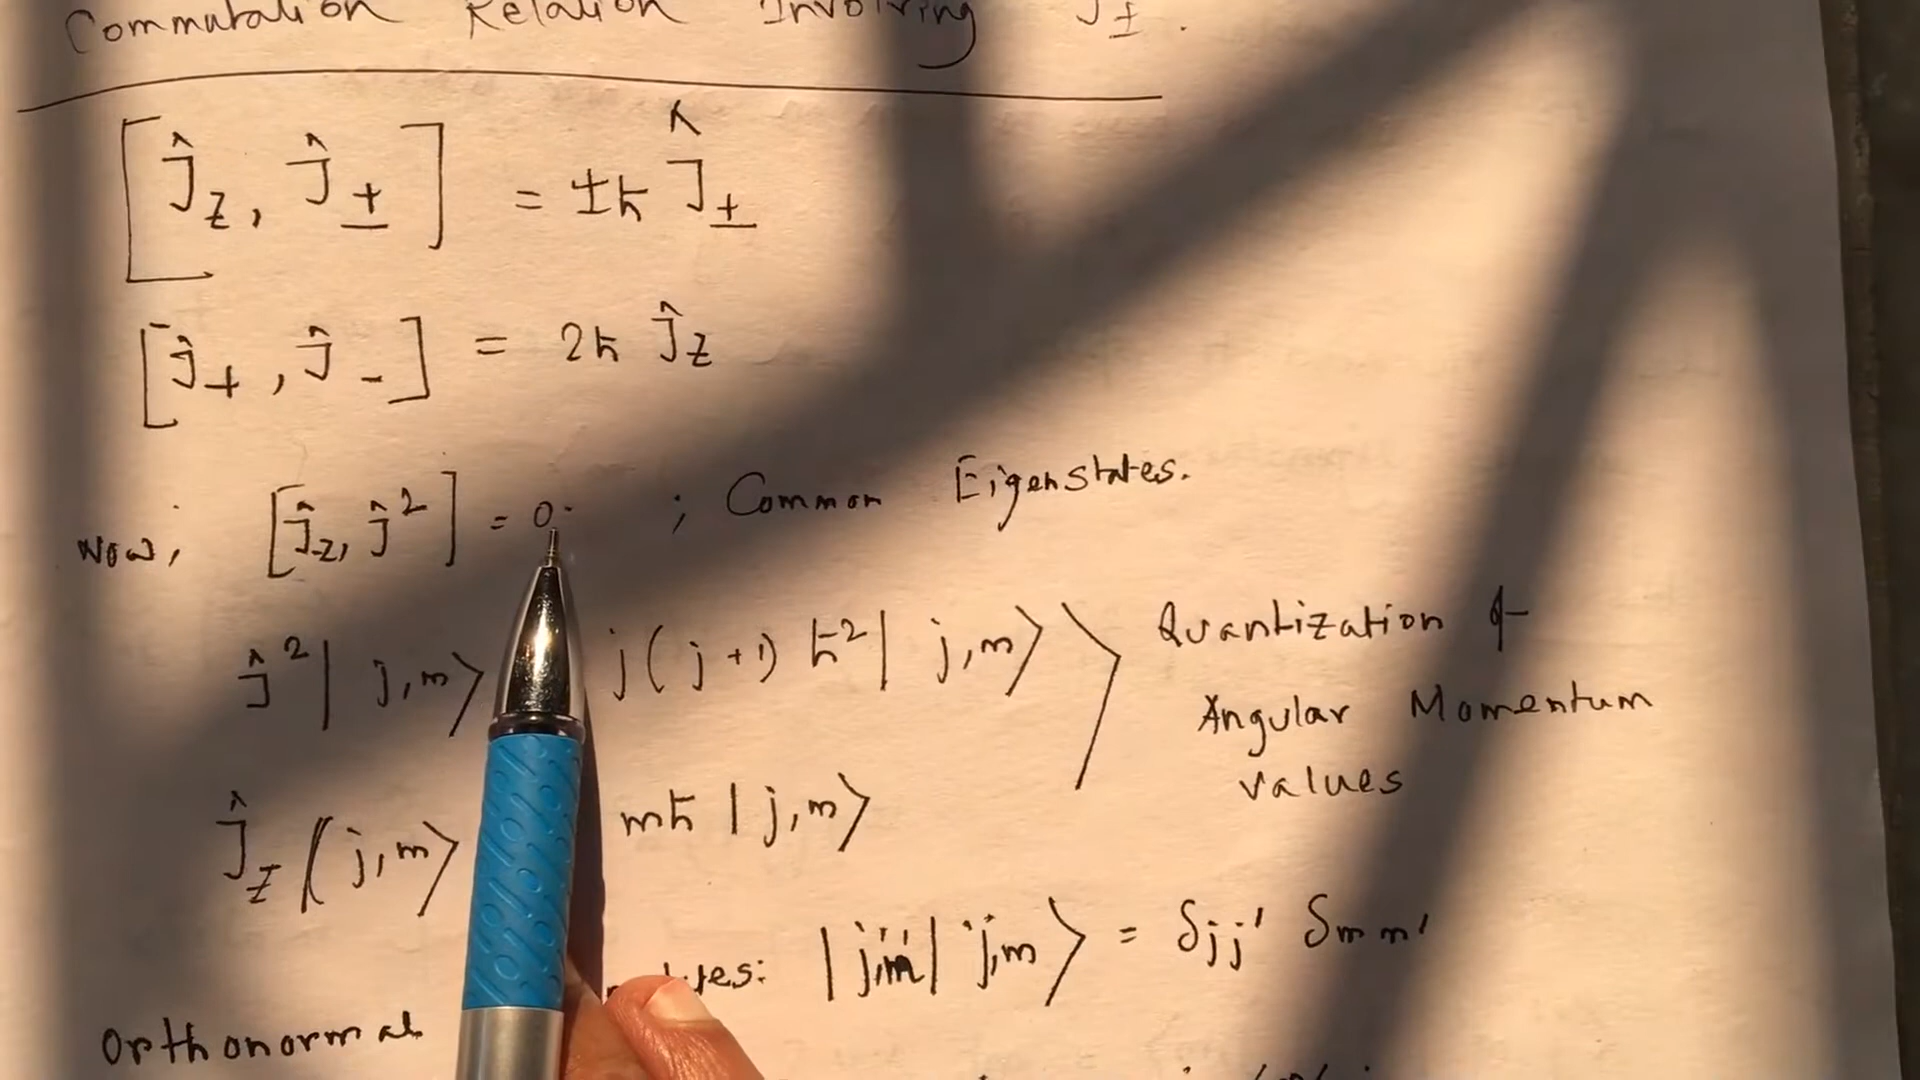 Commutation Relation Involving J±.
[Ĵz, Ĵ±] = ±ħ Ĵ±
[Ĵ+, Ĵ-] = 2ħ Ĵz
Now, [Ĵz, Ĵ²] = 0. ; Common Eigenstates.
Ĵ²| j,m⟩ j(j+1) ħ²| j,m⟩ Quantization of
Angular Momentum
values
Ĵz |j,m⟩ mħ |j,m⟩
Orthonormal : |j'm'| j,m⟩ = δjj' δmm'